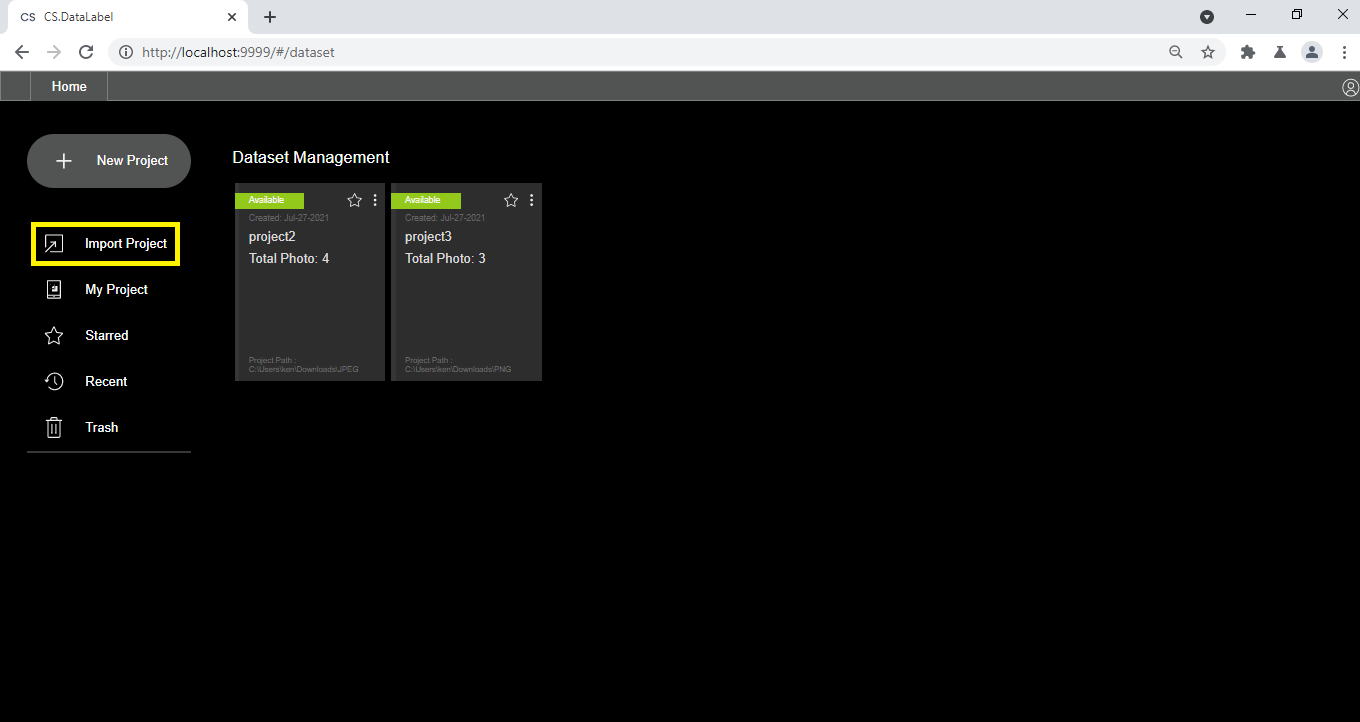 CS CS.DataLabel
http://localhost:9999/#/dataset
Home
New Project
Import Project
My Project
Starred
Recent
Trash
Dataset Management
Available
Created: Jul-27-2021
project2
Total Photo: 4
Project Path :
C:\Users\ken\Downloads\JPEG
Available
Created: Jul-27-2021
project3
Total Photo: 3
Project Path :
C:\Users\ken\Downloads\PNG